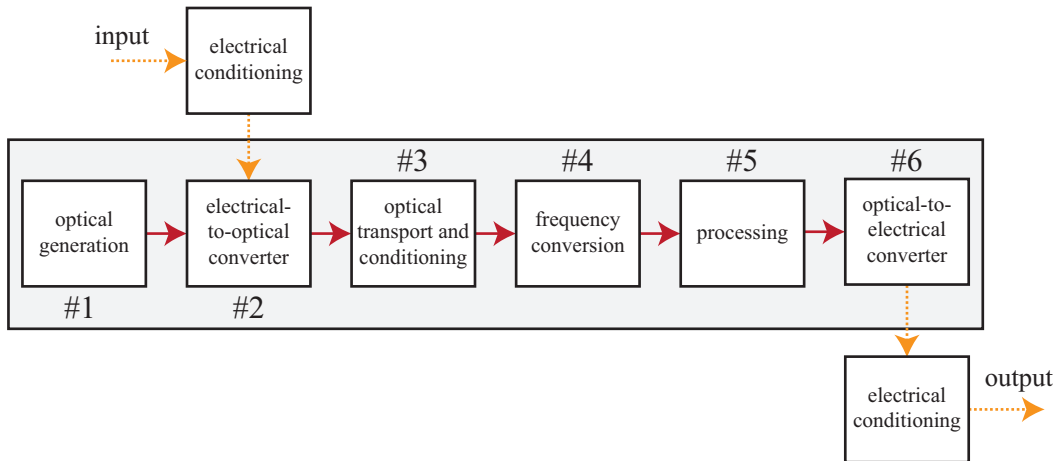 input
electrical
conditioning
#3
#4
#5
#6
optical
generation
electrical-
to-optical
converter
optical
transport and
conditioning
frequency
conversion
processing
optical-to-
electrical
converter
#1
#2
electrical
conditioning
output